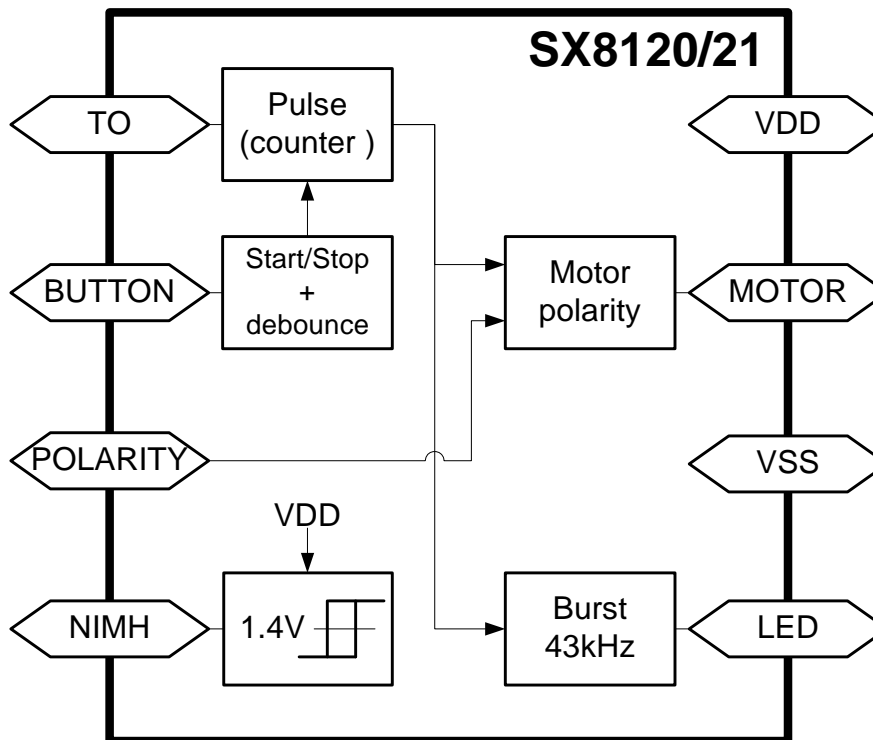 SX8120/21
TO
Pulse
(counter )
VDD
BUTTON
Start/Stop
+
debounce
Motor
polarity
MOTOR
POLARITY
VSS
VDD
NIMH
1.4V
Burst
43kHz
LED